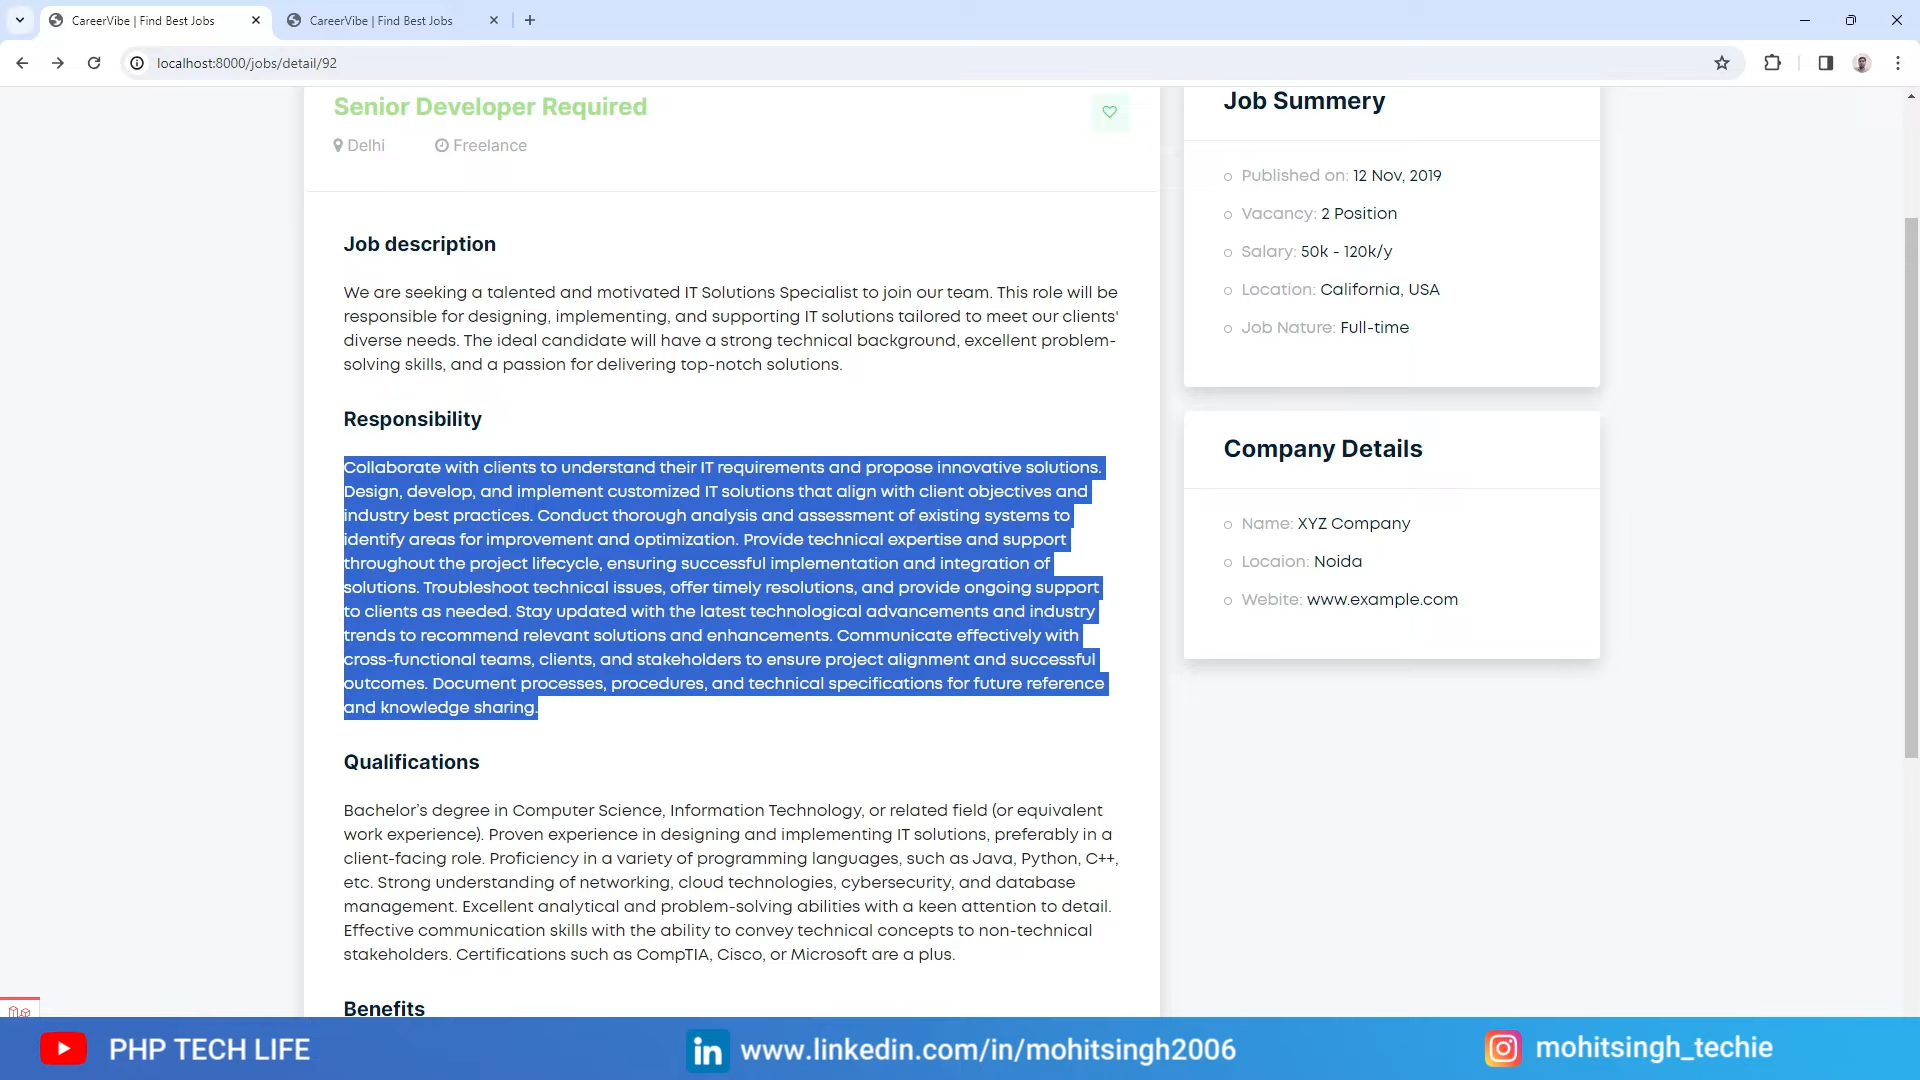 CareerVibe | Find Best Jobs
CareerVibe | Find Best Jobs
localhost:8000/jobs/detail/92
Senior Developer Required
Delhi
Freelance
Job description
We are seeking a talented and motivated IT Solutions Specialist to join our team. This role will be
responsible for designing, implementing, and supporting IT solutions tailored to meet our clients'
diverse needs. The ideal candidate will have a strong technical background, excellent problem-
solving skills, and a passion for delivering top-notch solutions.
Responsibility
Collaborate with clients to understand their IT requirements and propose innovative solutions.
Design, develop, and implement customized IT solutions that align with client objectives and
industry best practices. Conduct thorough analysis and assessment of existing systems to
identify areas for improvement and optimization. Provide technical expertise and support
throughout the project lifecycle, ensuring successful implementation and integration of
solutions. Troubleshoot technical issues, offer timely resolutions, and provide ongoing support
to clients as needed. Stay updated with the latest technological advancements and industry
trends to recommend relevant solutions and enhancements. Communicate effectively with
cross-functional teams, clients, and stakeholders to ensure project alignment and successful
outcomes. Document processes, procedures, and technical specifications for future reference
and knowledge sharing.
Qualifications
Bachelor's degree in Computer Science, Information Technology, or related field (or equivalent
work experience). Proven experience in designing and implementing IT solutions, preferably in a
client-facing role. Proficiency in a variety of programming languages, such as Java, Python, C++,
etc. Strong understanding of networking, cloud technologies, cybersecurity, and database
management. Excellent analytical and problem-solving abilities with a keen attention to detail.
Effective communication skills with the ability to convey technical concepts to non-technical
stakeholders. Certifications such as CompTIA, Cisco, or Microsoft are a plus.
Benefits
Job Summery
Published on: 12 Nov, 2019
Vacancy: 2 Position
Salary: 50k - 120k/y
Location: California, USA
Job Nature: Full-time
Company Details
Name: XYZ Company
Locaion: Noida
Webite: www.example.com
PHP TECH LIFE
in www.linkedin.com/in/mohitsingh2006
mohitsingh_techie